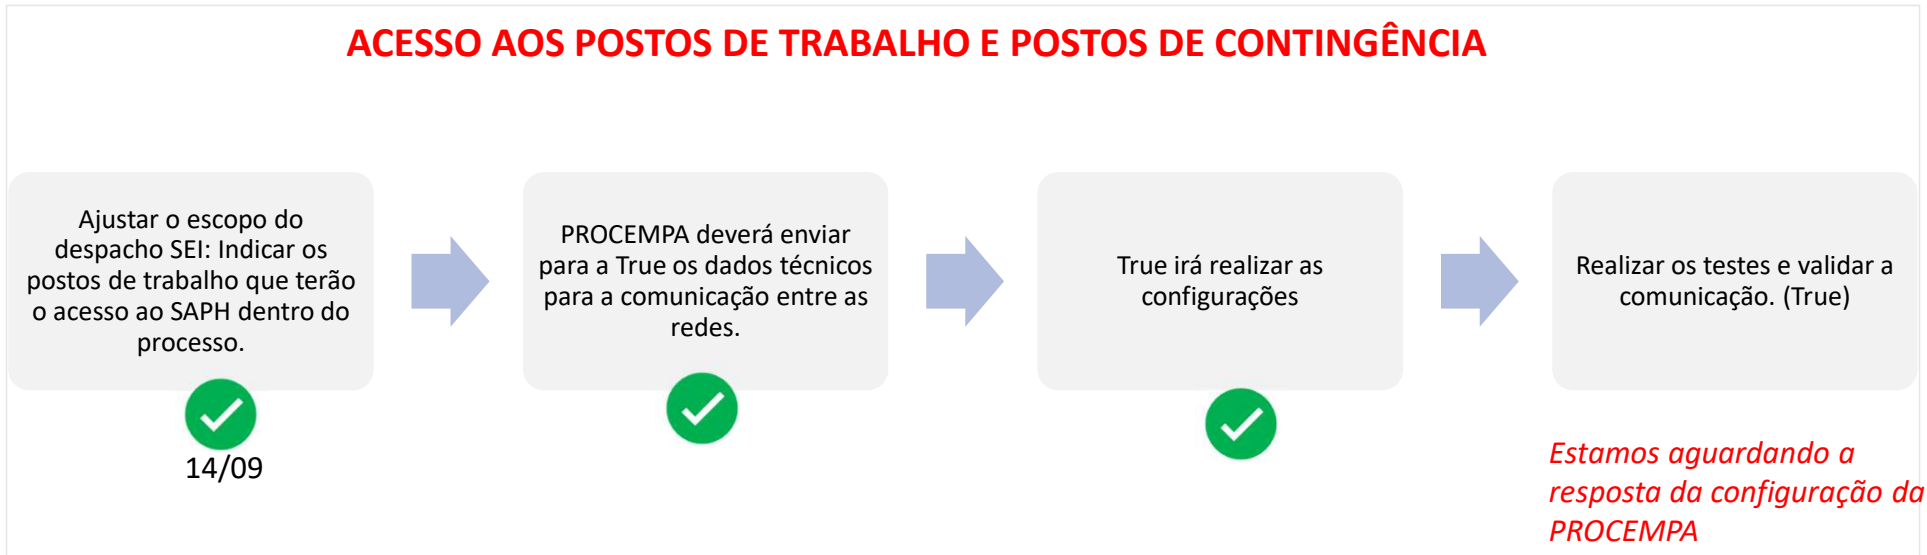 ACESSO AOS POSTOS DE TRABALHO E POSTOS DE CONTINGÊNCIA
Ajustar o escopo do
despacho SEI: Indicar os
postos de trabalho que terão
o acesso ao SAPH dentro do
processo.
14/09
PROCEMPA deverá enviar
para a True os dados técnicos
para a comunicação entre as
redes.
True irá realizar as
configurações
Realizar os testes e validar a
comunicação. (True)
Estamos aguardando a
resposta da configuração da
PROCEMPA